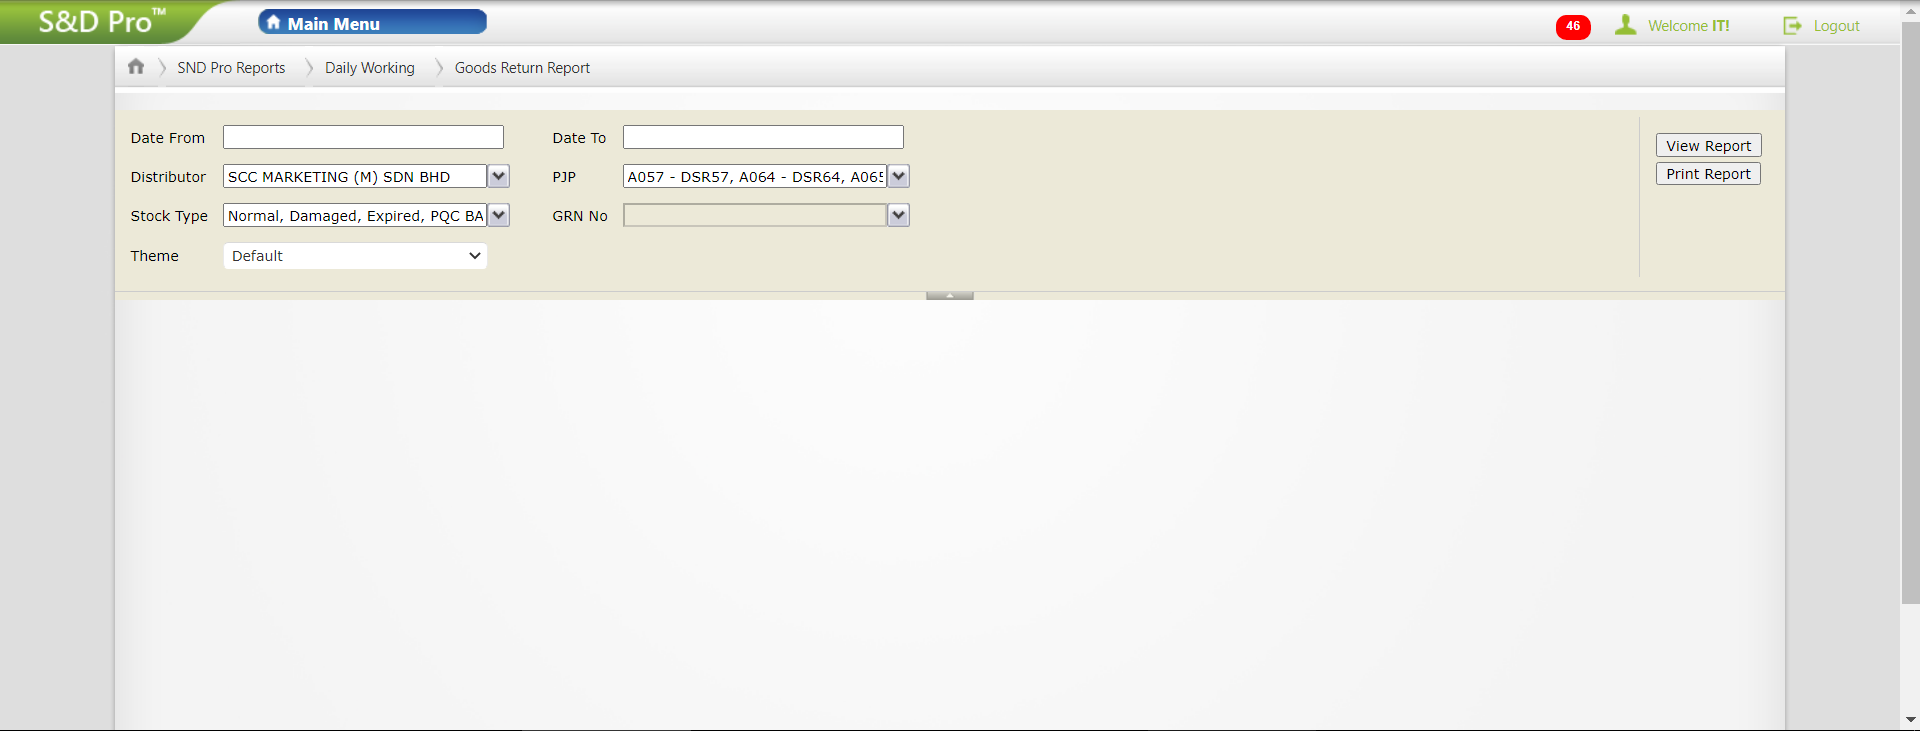 S&D Pro™
Main Menu
46
Welcome IT!
Logout
SND Pro Reports
Daily Working
Goods Return Report
Date From
Date To
View Report
Distributor
SCC MARKETING (M) SDN BHD
PJP
A057 - DSR57, A064 - DSR64, A065
Print Report
Stock Type
Normal, Damaged, Expired, PQC BA
GRN No
Theme
Default